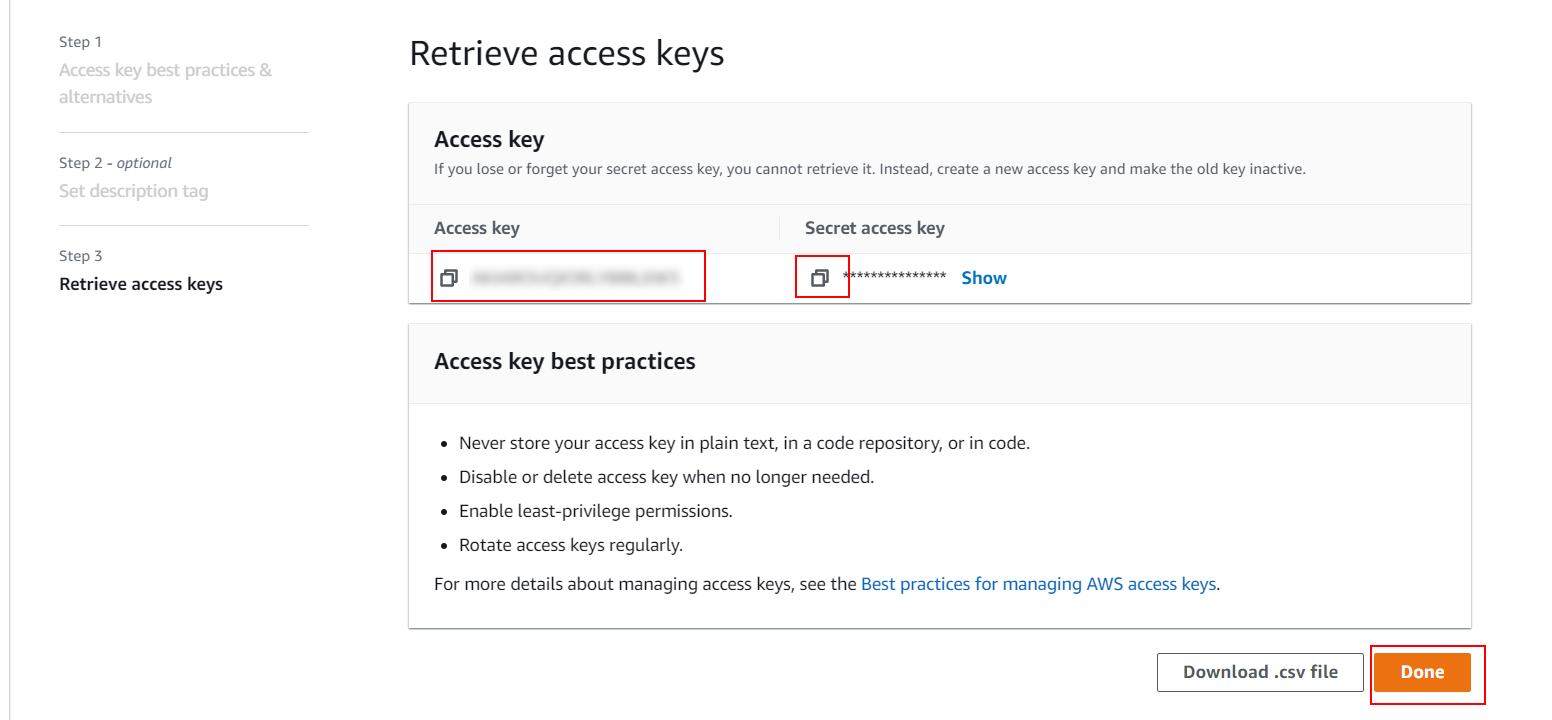 Step 1
Access key best practices &
alternatives
Step 2 - optional
Set description tag
Step 3
Retrieve access keys
Retrieve access keys
Access key
If you lose or forget your secret access key, you cannot retrieve it. Instead, create a new access key and make the old key inactive.
Access key
Secret access key
*************** Show
Access key best practices
• Never store your access key in plain text, in a code repository, or in code.
• Disable or delete access key when no longer needed.
• Enable least-privilege permissions.
• Rotate access keys regularly.
For more details about managing access keys, see the Best practices for managing AWS access keys.
Download .csv file
Done